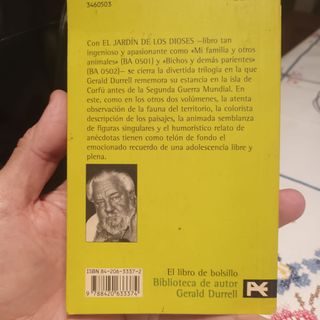 3460503
Con EL JARDÍN DE LOS DIOSES —libro tan
ingenioso y apasionante como «Mi familia y otros
animales» (BA 0501) y «Bichos y demás parientes»
(BA 0502)— se cierra la divertida trilogía en la que
Gerald Durrell rememora su estancia en la isla de
Corfú antes de la Segunda Guerra Mundial. En
este, como en los otros dos volúmenes, la atenta
observación de la fauna del territorio, la colorista
descripción de los paisajes, la animada semblanza
de figuras singulares y el humorístico relato de
anécdotas tienen como telón de fondo el
emocionado recuerdo de una adolescencia libre y
plena.
ISBN 84-206-3337-2
9 788420 633374
El libro de bolsillo
Biblioteca de autor
Gerald Durrell